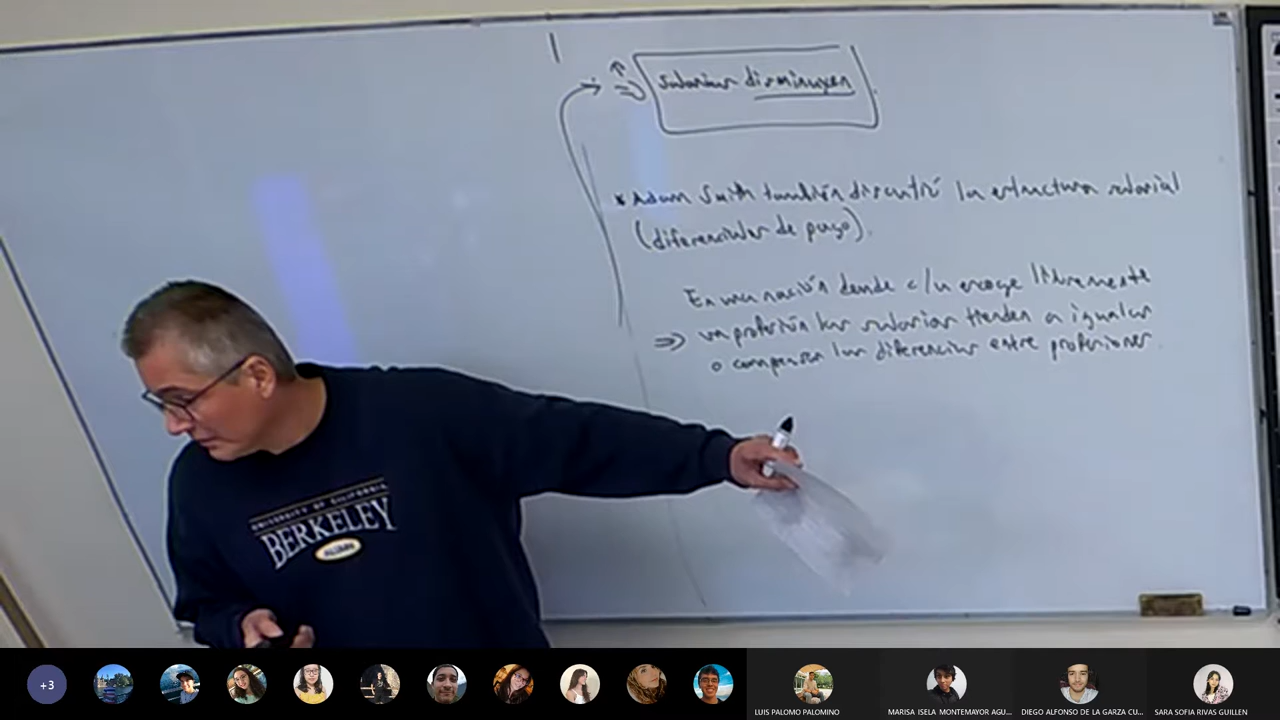 salarios disminuyen
* Adam Smith también discutió la estructura salarial
(diferenciales de pago).
En una nación donde c/u escoge libremente
⇒ su profesión los salarios tienden a igualar
o compensar las diferencias entre profesiones.
UNIVERSITY OF CALIFORNIA
BERKELEY
ALUMNI
+3
LUIS PALOMO PALOMINO
MARISA ISELA MONTEMAYOR AGU...
DIEGO ALFONSO DE LA GARZA CU...
SARA SOFIA RIVAS GUILLEN